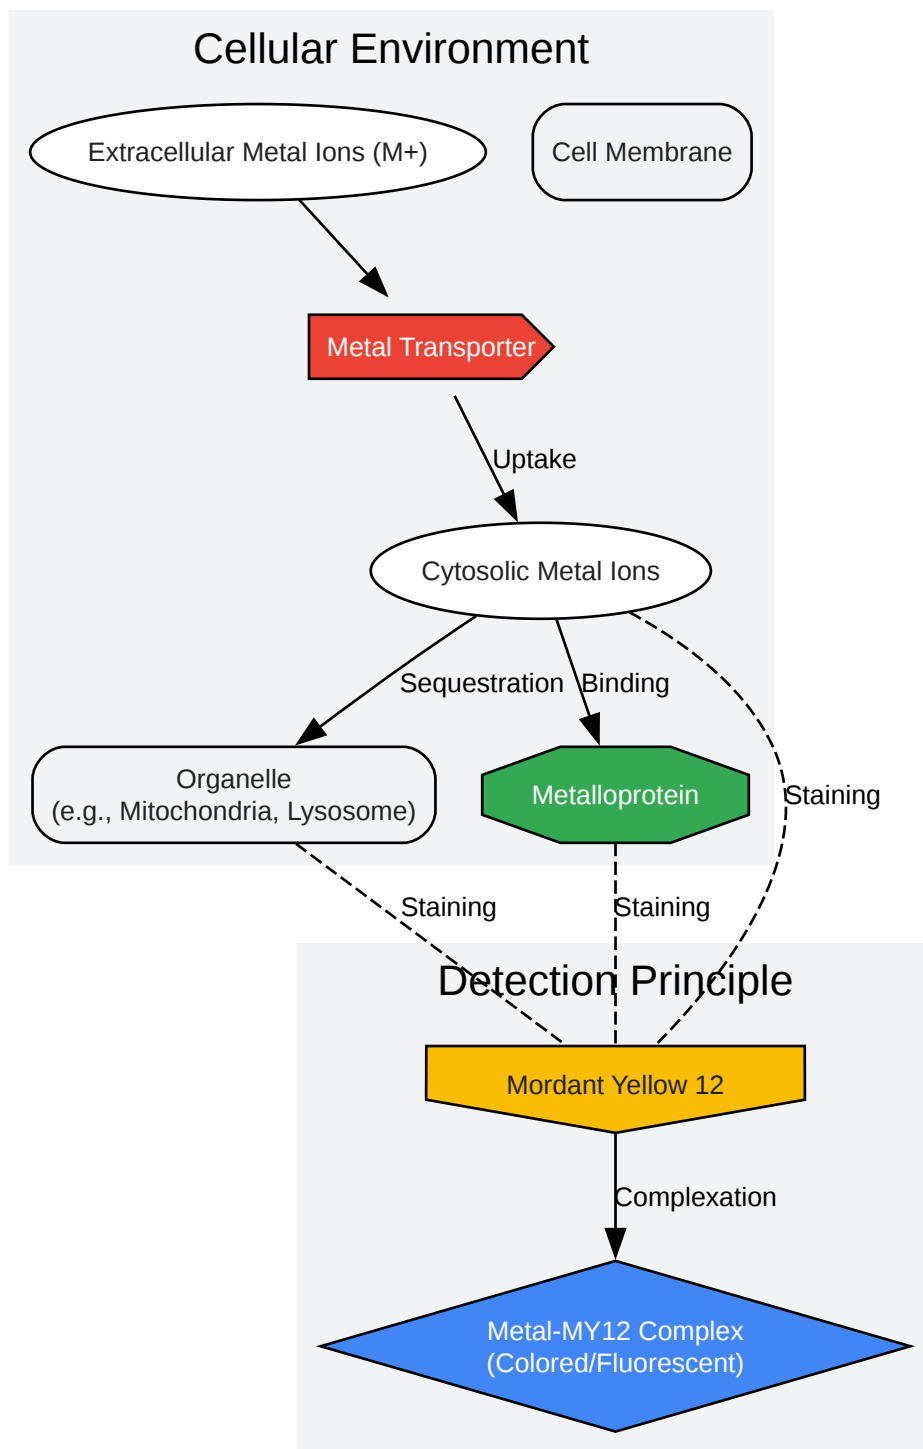 Cellular Environment
Extracellular Metal Ions (M+)
Cell Membrane
Metal Transporter
Uptake
Cytosolic Metal Ions
Sequestration
Binding
Organelle
(e.g., Mitochondria, Lysosome)
Metalloprotein
Staining
Staining
Staining
Detection Principle
Mordant Yellow 12
Complexation
Metal-MY12 Complex
(Colored/Fluorescent)